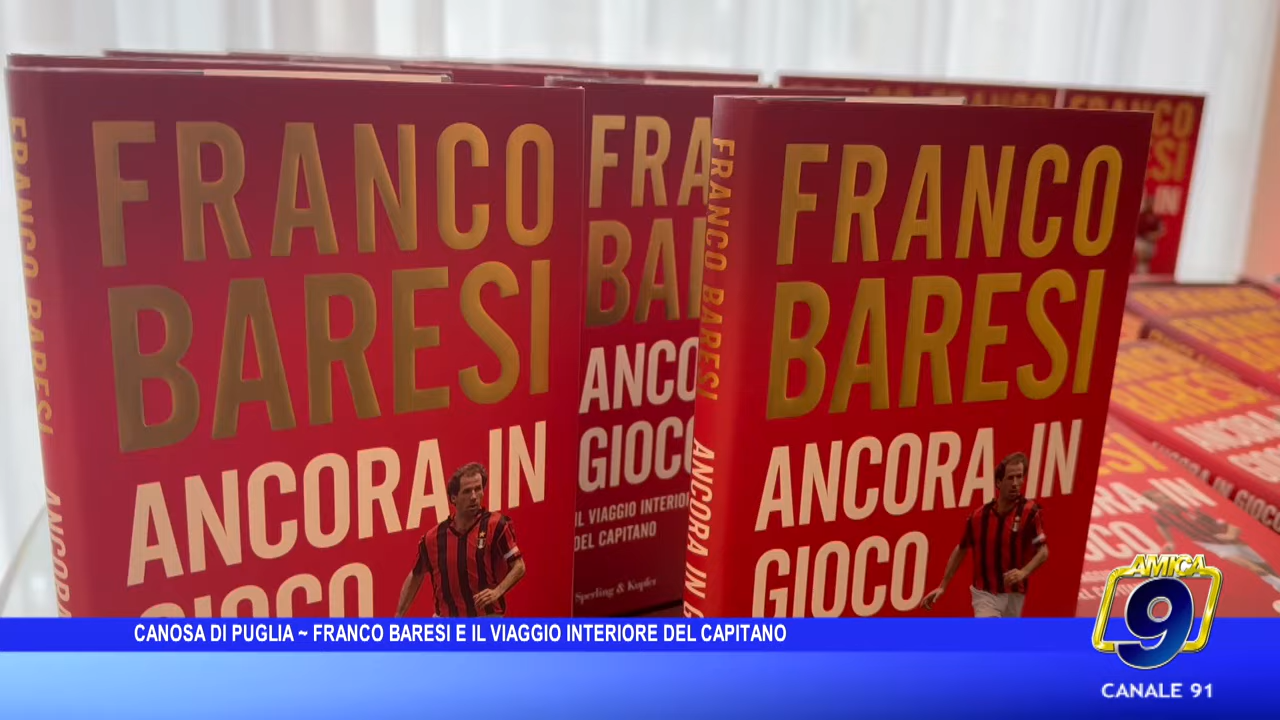 FRANCO
BARESI
ANCORA IN
GIOCO
FRANCO BARESI
FRANCO
BARESI
ANCORA IN
GIOCO
FRANCO BARESI ANCORA IN
IL VIAGGIO INTERIORE
DEL CAPITANO
Sperling & Kupfer
FRANCO
BARESI
ANCORA IN
GIOCO
AMICA
9
CANALE 91
CANOSA DI PUGLIA ~ FRANCO BARESI E IL VIAGGIO INTERIORE DEL CAPITANO